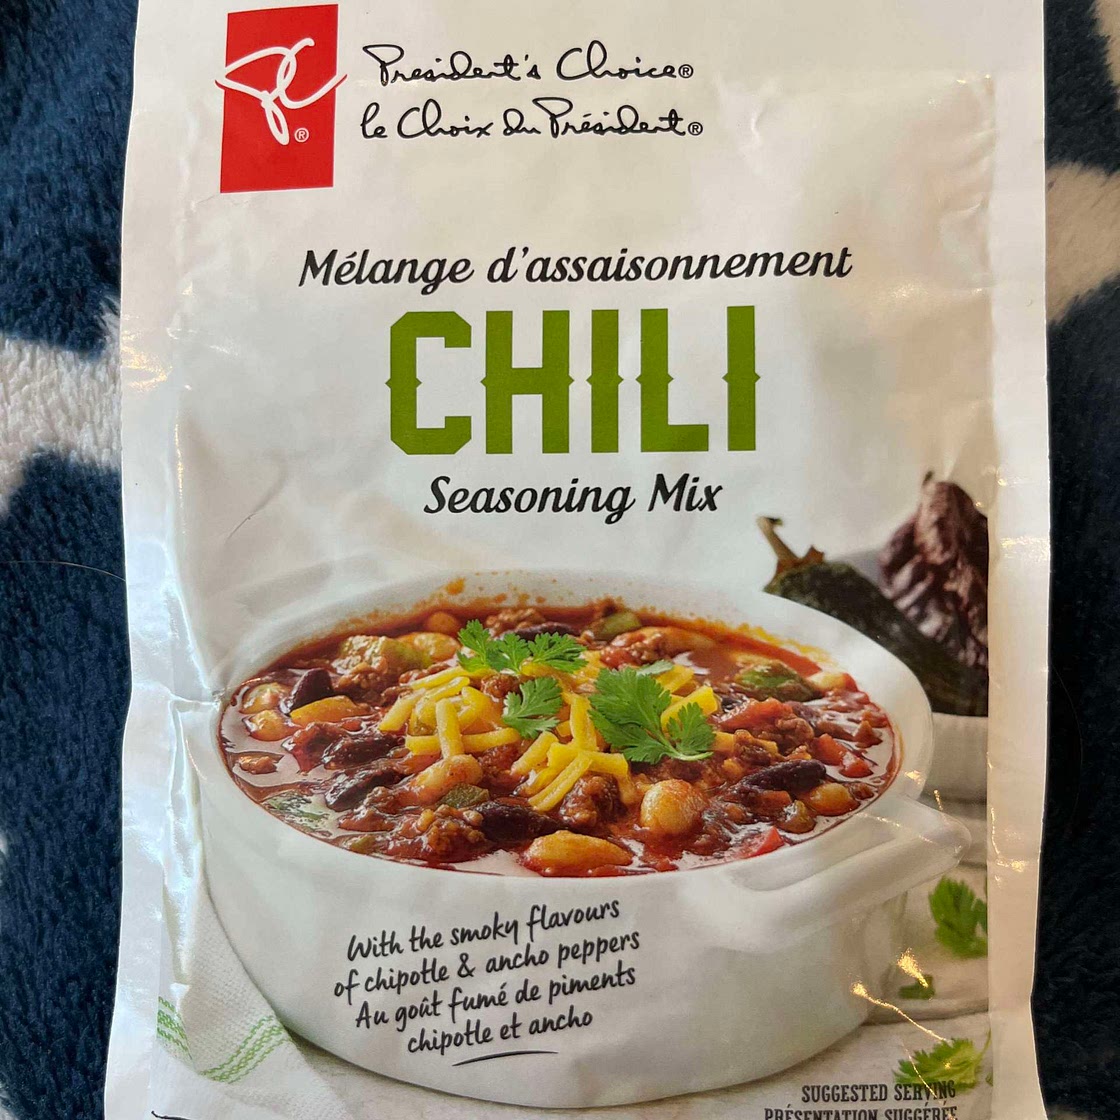 President's Choice®
le Choix du Président®
®
Mélange d'assaisonnement
CHILI
Seasoning Mix
With the smoky flavours
of chipotle & ancho peppers
Au goût fumé de piments
chipotle et ancho
SUGGESTED SERVING
PRÉSENTATION SUGGÉRÉE